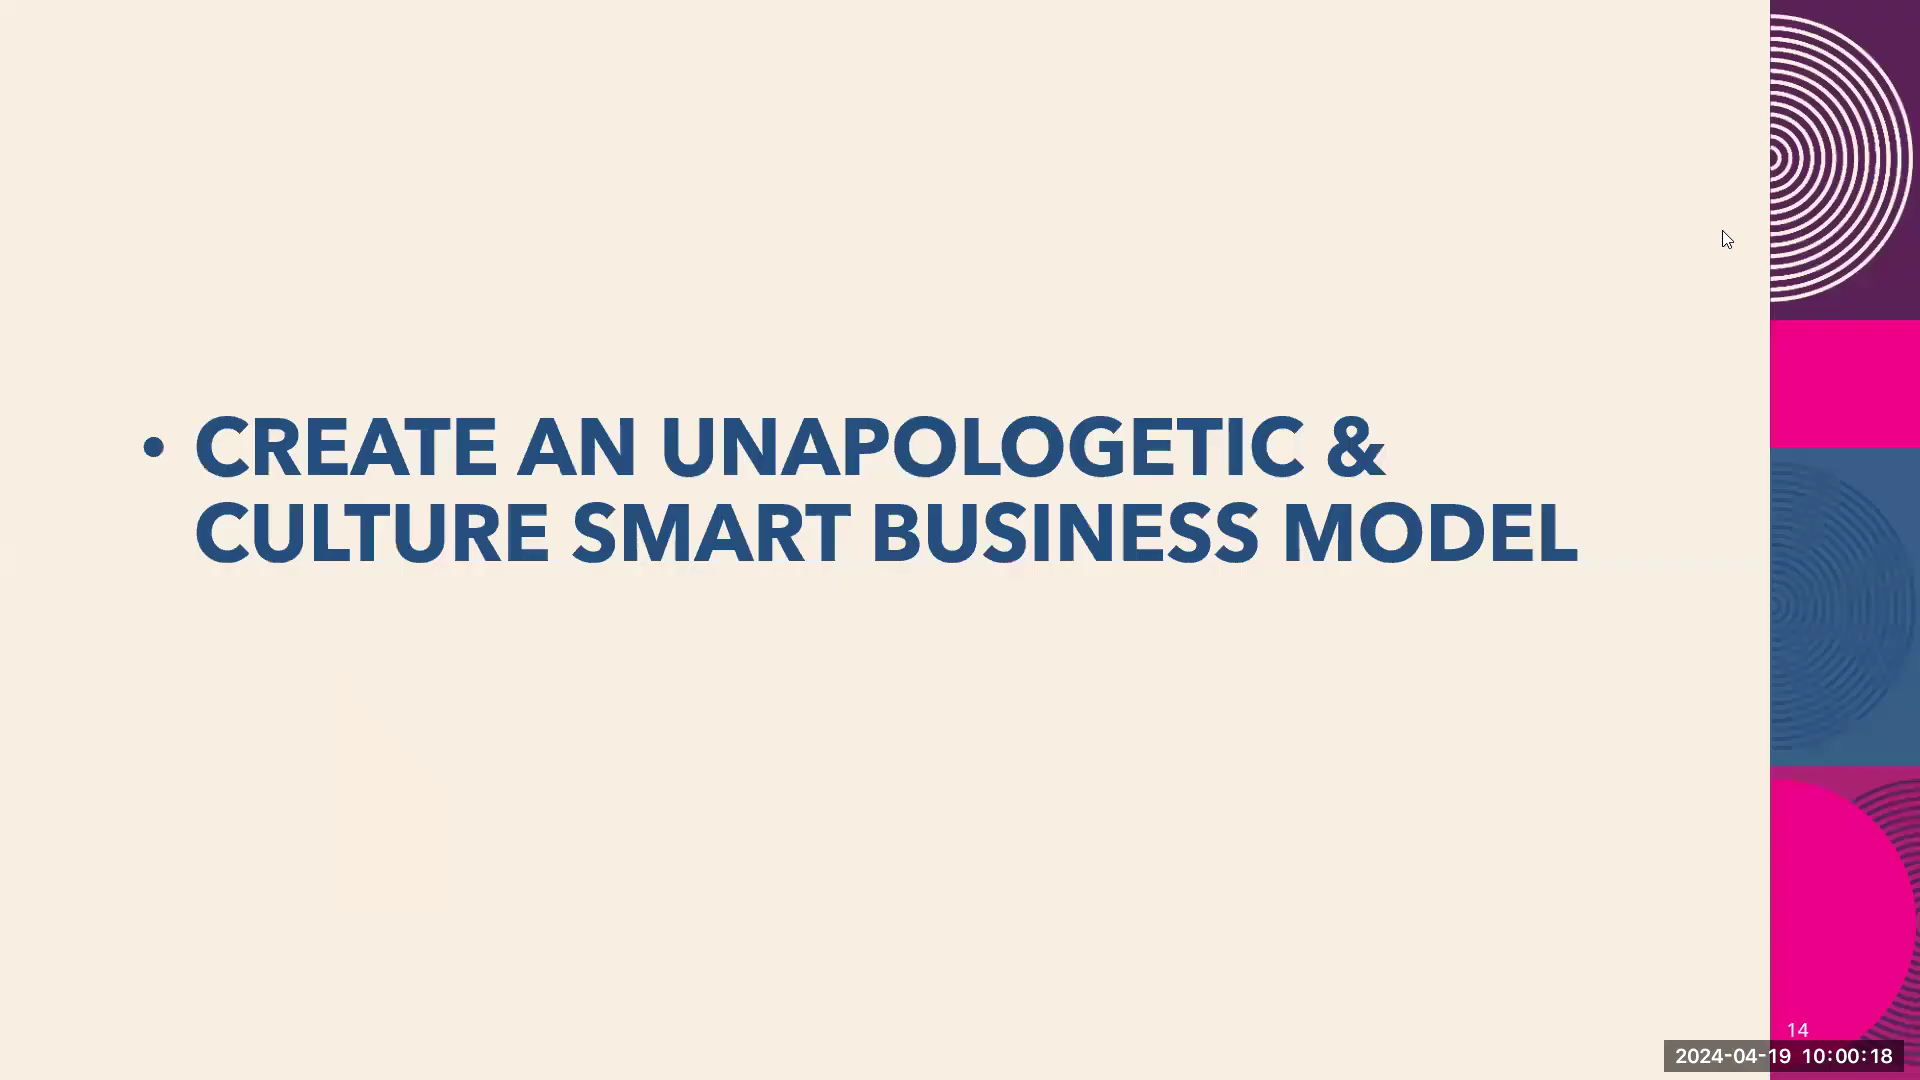 • CREATE AN UNAPOLOGETIC &
CULTURE SMART BUSINESS MODEL
14
2024-04-19 10:00:18